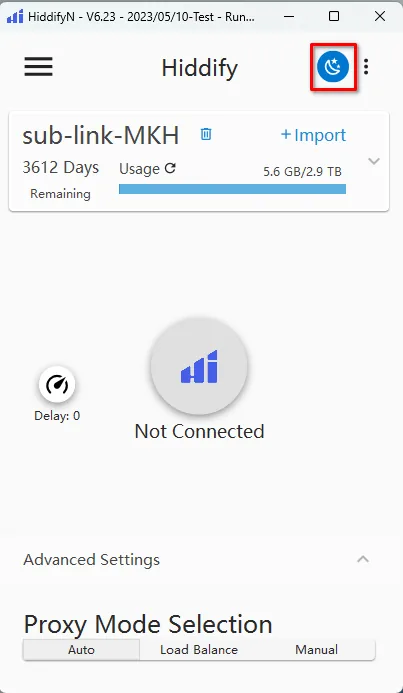 HiddifyN - V6.23 - 2023/05/10-Test - Run...
Hiddify
sub-link-MKH
+Import
3612 Days
Usage
5.6 GB/2.9 TB
Remaining
Delay: 0
Not Connected
Advanced Settings
Proxy Mode Selection
Auto
Load Balance
Manual